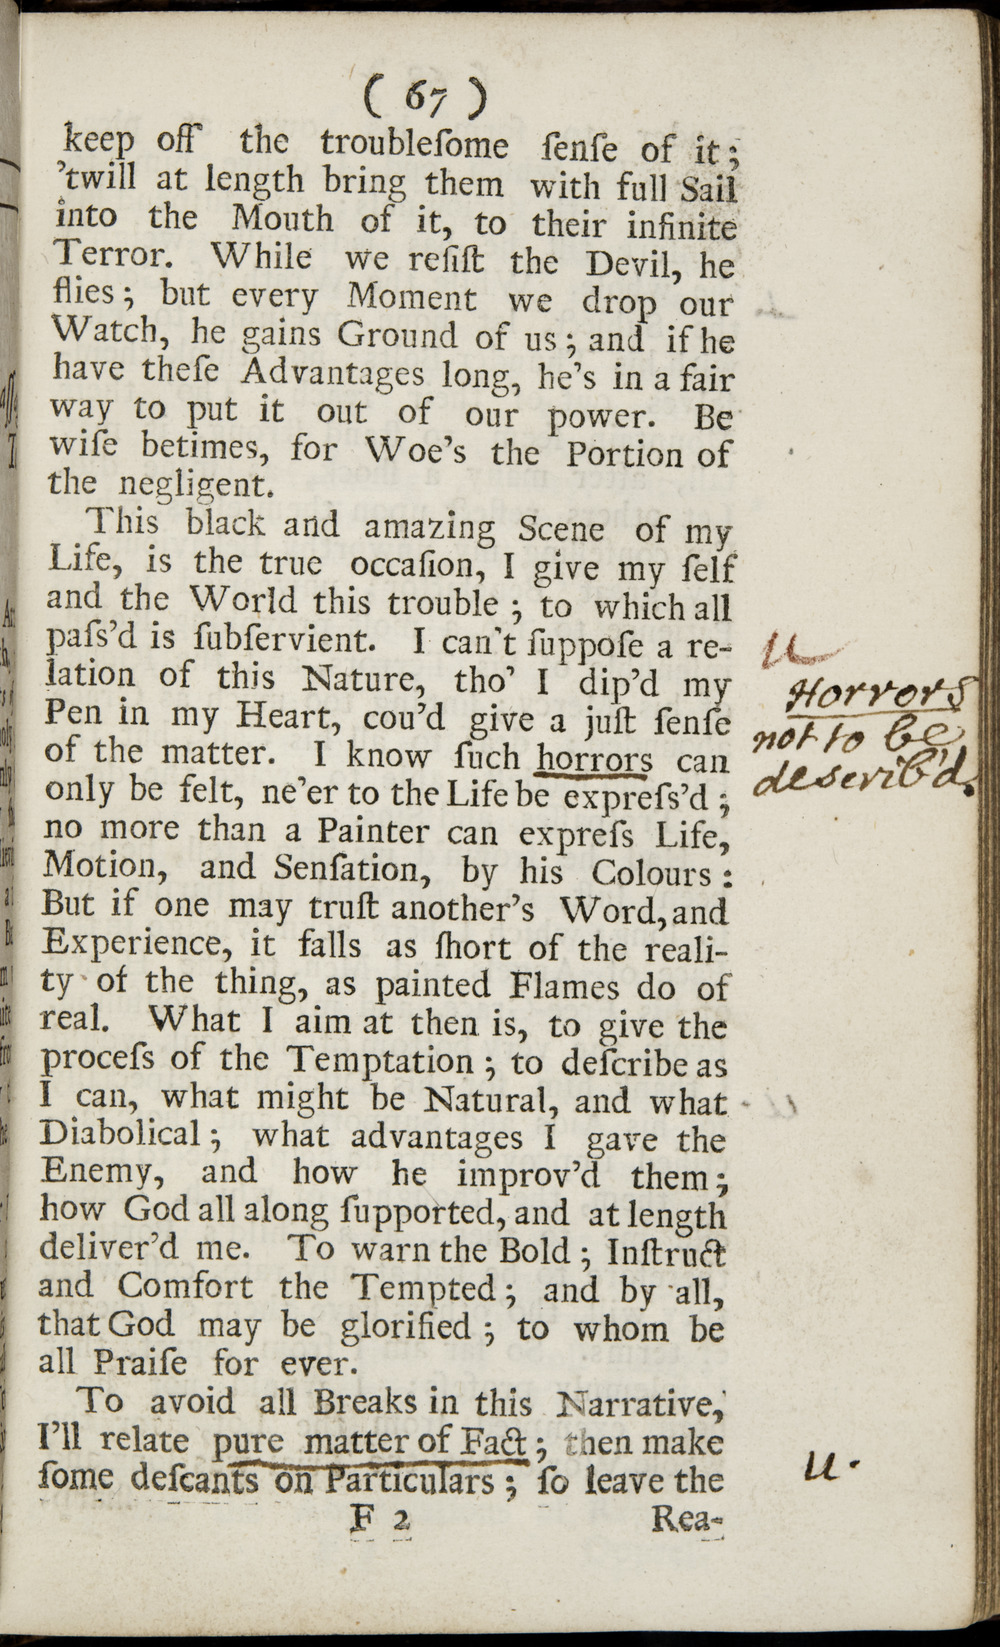 ( 67 )
keep off the troubleſome ſenſe of it;
'twill at length bring them with full Sail
into the Mouth of it, to their infinite
Terror. While we reſiſt the Devil, he
flies; but every Moment we drop our
Watch, he gains Ground of us; and if he
have theſe Advantages long, he's in a fair
way to put it out of our power. Be
wiſe betimes, for Woe's the Portion of
the negligent.
This black and amazing Scene of my
Life, is the true occaſion, I give my ſelf
and the World this trouble; to which all
paſs'd is ſubſervient. I can't ſuppoſe a re-
lation of this Nature, tho' I dip'd my
Pen in my Heart, cou'd give a juſt ſenſe
of the matter. I know ſuch horrors can
only be felt, ne'er to the Life be expreſs'd;
no more than a Painter can expreſs Life,
Motion, and Senſation, by his Colours:
But if one may truſt another's Word, and
Experience, it falls as ſhort of the reali-
ty of the thing, as painted Flames do of
real. What I aim at then is, to give the
proceſs of the Temptation; to deſcribe as
I can, what might be Natural, and what
Diabolical; what advantages I gave the
Enemy, and how he improv'd them;
how God all along ſupported, and at length
deliver'd me. To warn the Bold; Inſtruct
and Comfort the Tempted; and by all,
that God may be glorified; to whom be
all Praiſe for ever.
To avoid all Breaks in this Narrative,
I'll relate pure matter of Fact; then make
ſome deſcants on Particulars; ſo leave the
F 2 Rea-
u
Horrors
not to be
describ'd.
u.